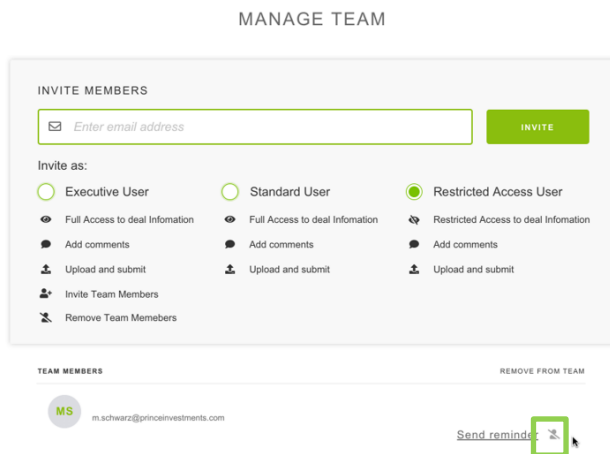 MANAGE TEAM
INVITE MEMBERS
Enter email address
INVITE
Invite as:
Executive User
Full Access to deal Infomation
Add comments
Upload and submit
Invite Team Members
Remove Team Memebers
Standard User
Full Access to deal Infomation
Add comments
Upload and submit
Restricted Access User
Restricted Access to deal Infomation
Add comments
Upload and submit
TEAM MEMBERS
REMOVE FROM TEAM
MS
m.schwarz@princeinvestments.com
Send reminder